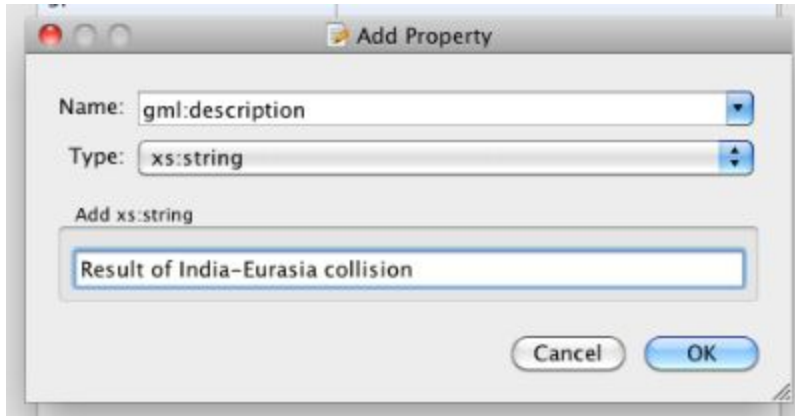 Add Property
Name: gml:description
Type: xs:string
Add xs:string
Result of India-Eurasia collision
Cancel OK